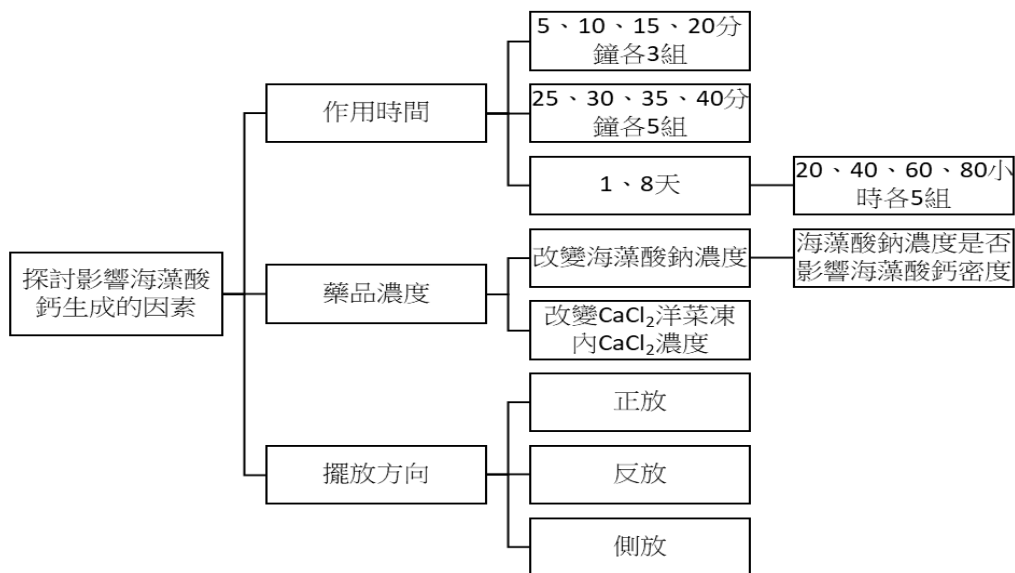 5、10、15、20分
鐘各3組
作用時間
25、30、35、40分
鐘各5組
1、8天
20、40、60、80小
時各5組
探討影響海藻酸
鈣生成的因素
藥品濃度
改變海藻酸鈉濃度
海藻酸鈉濃度是否
影響海藻酸鈣密度
改變CaCl₂洋菜凍
內CaCl₂濃度
擺放方向
正放
反放
側放